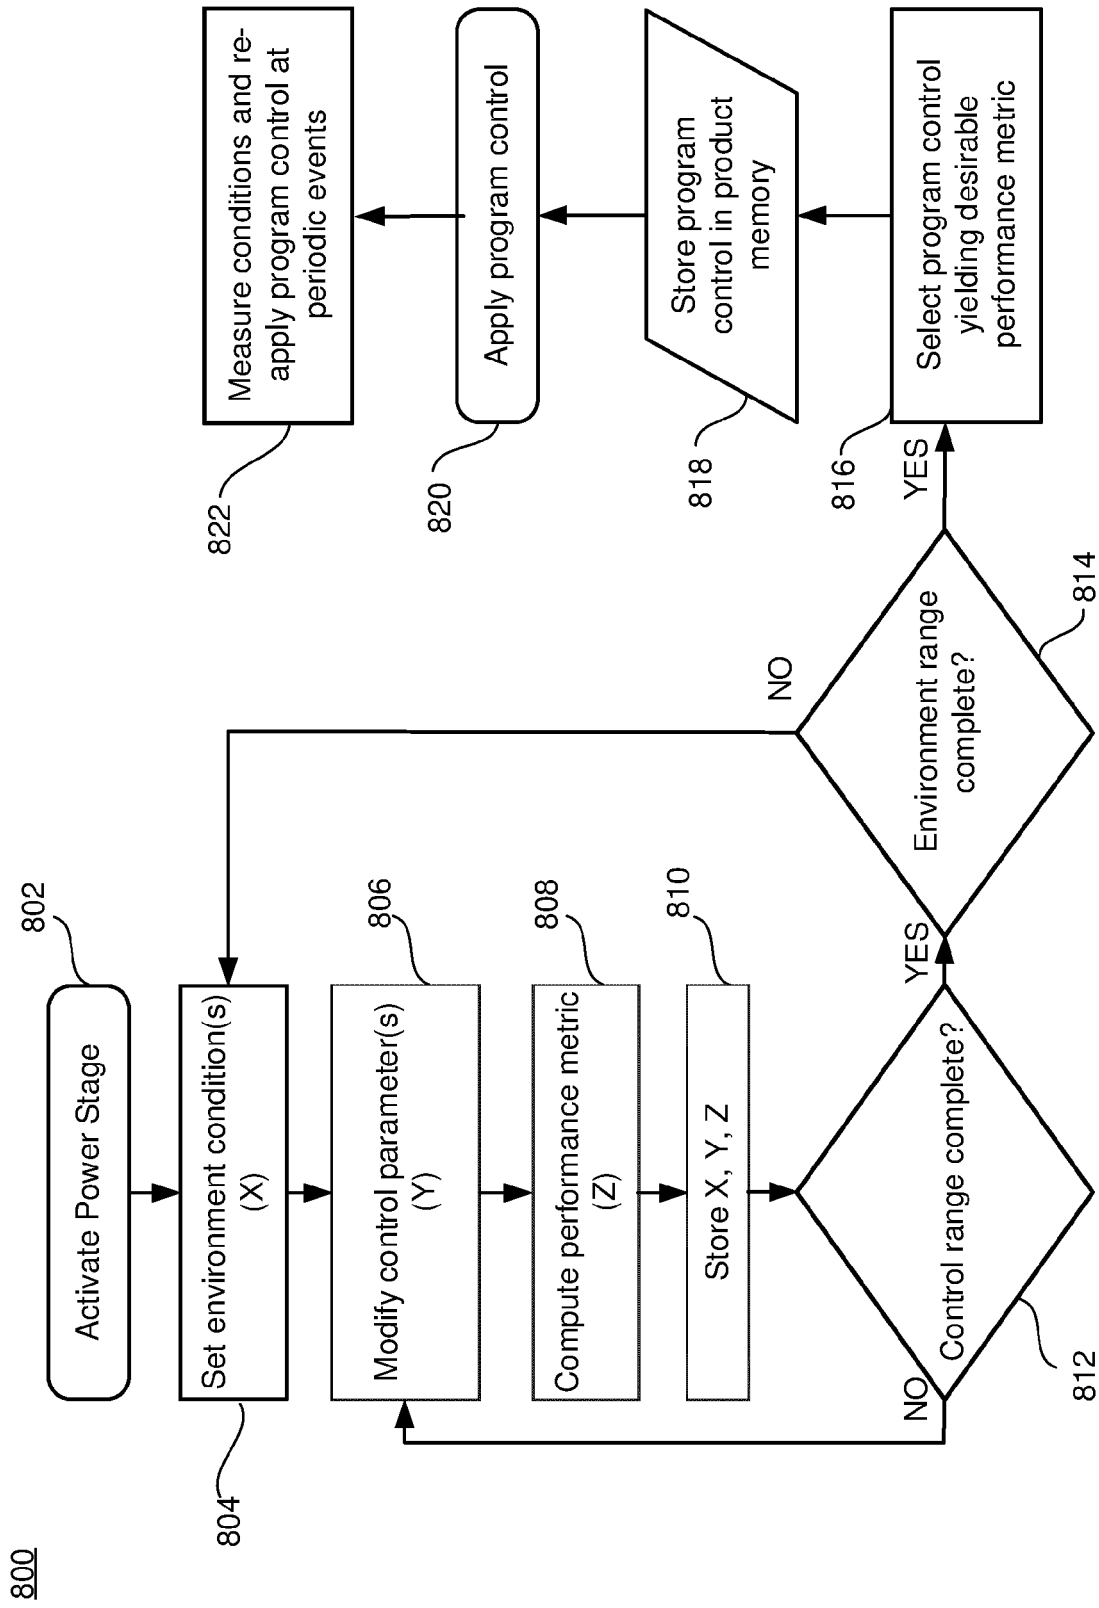 800
802
Activate Power Stage
804
Set environment condition(s)
(X)
806
Modify control parameter(s)
(Y)
808
Compute performance metric
(Z)
810
Store X, Y, Z
812
Control range complete?
NO
YES
814
Environment range
complete?
NO
YES
816
Select program control
yielding desirable
performance metric
818
Store program
control in product
memory
820
Apply program control
822
Measure conditions and re-
apply program control at
periodic events